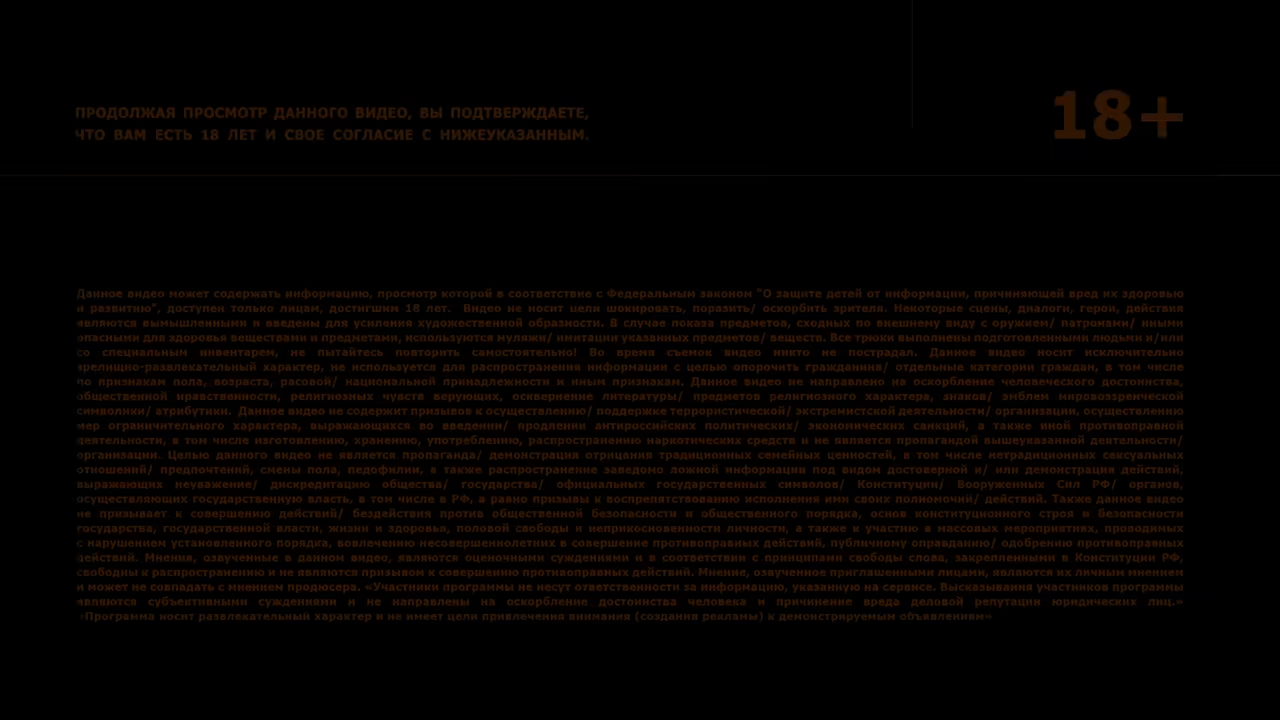 ПРОДОЛЖАЯ ПРОСМОТР ДАННОГО ВИДЕО, ВЫ ПОДТВЕРЖДАЕТЕ,
ЧТО ВАМ ЕСТЬ 18 ЛЕТ И СВОЕ СОГЛАСИЕ С НИЖЕУКАЗАННЫМ.
18+
Данное видео может содержать информацию, просмотр которой в соответствие с Федеральным законом "О защите детей от информации, причиняющей вред их здоровью
и развитию", доступен только лицам, достигшим 18 лет. Видео не носит цели шокировать, поразить/ оскорбить зрителя. Некоторые сцены, диалоги, герои, действия
являются вымышленными и введены для усиления художественной образности. В случае показа предметов, сходных по внешнему виду с оружием/ патронами/ иными
опасными для здоровья веществами и предметами, используются муляжи/ имитации указанных предметов/ веществ. Все трюки выполнены подготовленными людьми и/или
со специальным инвентарем, не пытайтесь повторить самостоятельно! Во время съемок видео никто не пострадал. Данное видео носит исключительно
зрелищно-развлекательный характер, не используется для распространения информации с целью опорочить гражданина/ отдельные категории граждан, в том числе
по признакам пола, возраста, расовой/ национальной принадлежности и иным признакам. Данное видео не направлено на оскорбление человеческого достоинства,
общественной нравственности, религиозных чувств верующих, осквернение литературы/ предметов религиозного характера, знаков/ эмблем мировоззренческой
символики/ атрибутики. Данное видео не содержит призывов к осуществлению/ поддержке террористической/ экстремистской деятельности/ организации, осуществлению
мер ограничительного характера, выражающихся во введении/ продлении антироссийских политических/ экономических санкций, а также иной противоправной
деятельности, в том числе изготовлению, хранению, употреблению, распространению наркотических средств и не является пропагандой вышеуказанной деятельности/
организации. Целью данного видео не является пропаганда/ демонстрация отрицания традиционных семейных ценностей, в том числе нетрадиционных сексуальных
отношений/ предпочтений, смены пола, педофилии, а также распространение заведомо ложной информации под видом достоверной и/ или демонстрация действий,
выражающих неуважение/ дискредитацию общества/ государства/ официальных государственных символов/ Конституции/ Вооруженных Сил РФ/ органов,
осуществляющих государственную власть, в том числе в РФ, а равно призывы к воспрепятствованию исполнения ими своих полномочий/ действий. Также данное видео
не призывает к совершению действий/ бездействия против общественной безопасности и общественного порядка, основ конституционного строя и безопасности
государства, государственной власти, жизни и здоровья, половой свободы и неприкосновенности личности, а также к участию в массовых мероприятиях, проводимых
с нарушением установленного порядка, вовлечению несовершеннолетних в совершение противоправных действий, публичному оправданию/ одобрению противоправных
действий. Мнения, озвученные в данном видео, являются оценочными суждениями и в соответствии с принципами свободы слова, закрепленными в Конституции РФ,
свободны к распространению и не являются призывом к совершению противоправных действий. Мнение, озвученное приглашенными лицами, являются их личным мнением
и может не совпадать с мнением продюсера. «Участники программы не несут ответственности за информацию, указанную на сервисе. Высказывания участников программы
являются субъективными суждениями и не направлены на оскорбление достоинства человека и причинение вреда деловой репутации юридических лиц.»
«Программа носит развлекательный характер и не имеет цели привлечения внимания (создания рекламы) к демонстрируемым объявлениям»